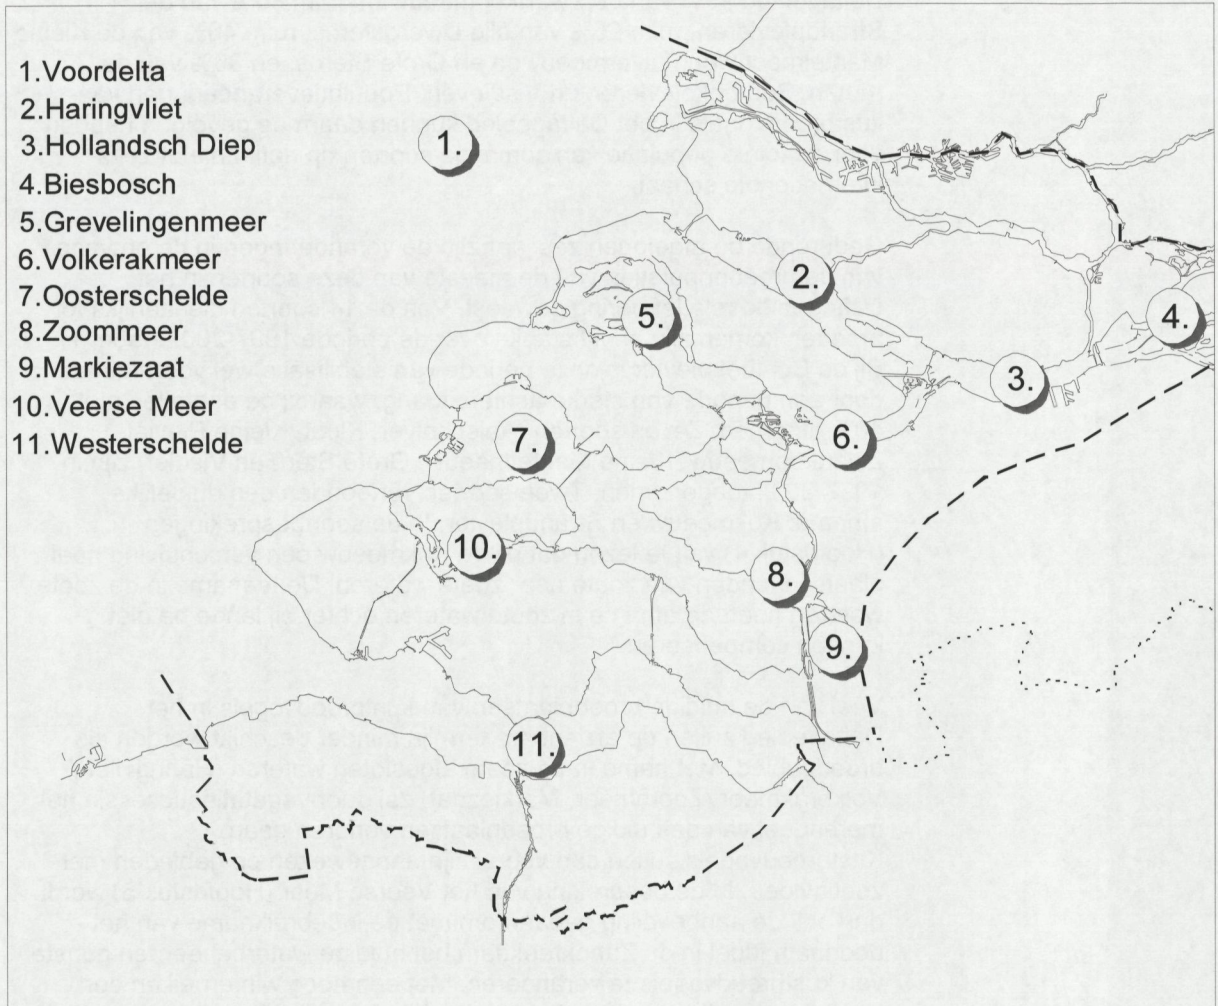 1.Voordelta
2.Haringvliet
3.Hollandsch Diep
4.Biesbosch
5.Grevelingenmeer
6.Volkerakmeer
7.Oosterschelde
8.Zoommeer
9.Markiezaat
10.Veerse Meer
11.Westerschelde
1.
2.
5.
4.
3.
7.
6.
10.
8.
9.
11.